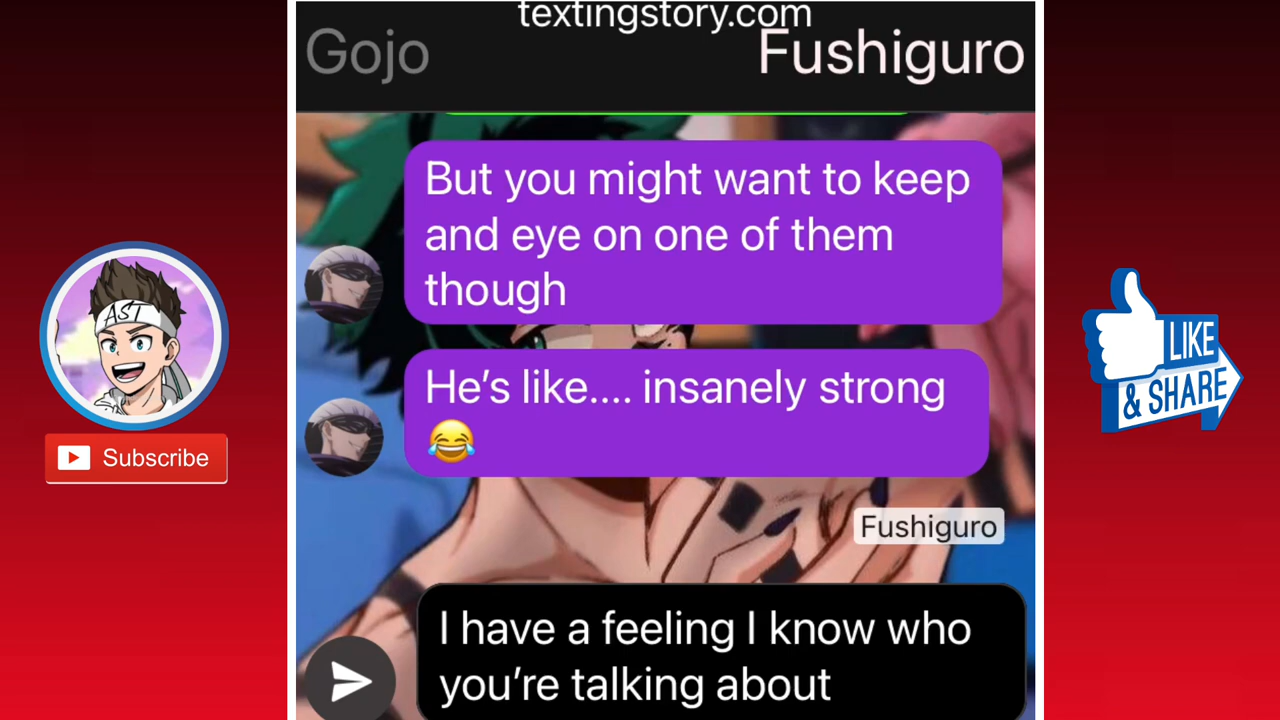 textingstory.com
Gojo
Fushiguro
But you might want to keep
and eye on one of them
though
He's like.... insanely strong
😂
Fushiguro
I have a feeling I know who
you're talking about
AST
Subscribe
LIKE
& SHARE